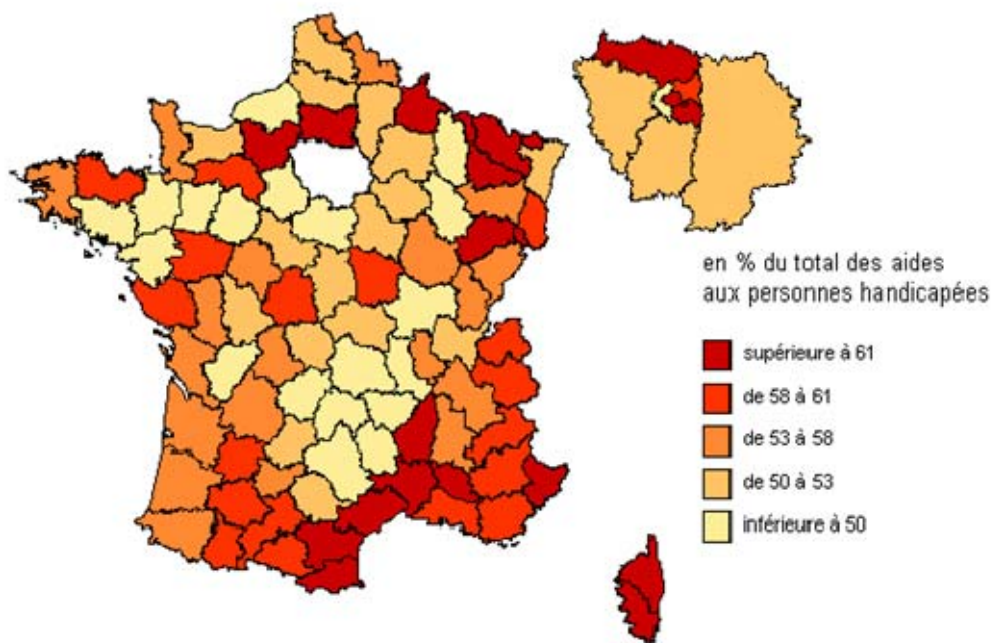 en % du total des aides
aux personnes handicapées
supérieure à 61
de 58 à 61
de 53 à 58
de 50 à 53
inférieure à 50